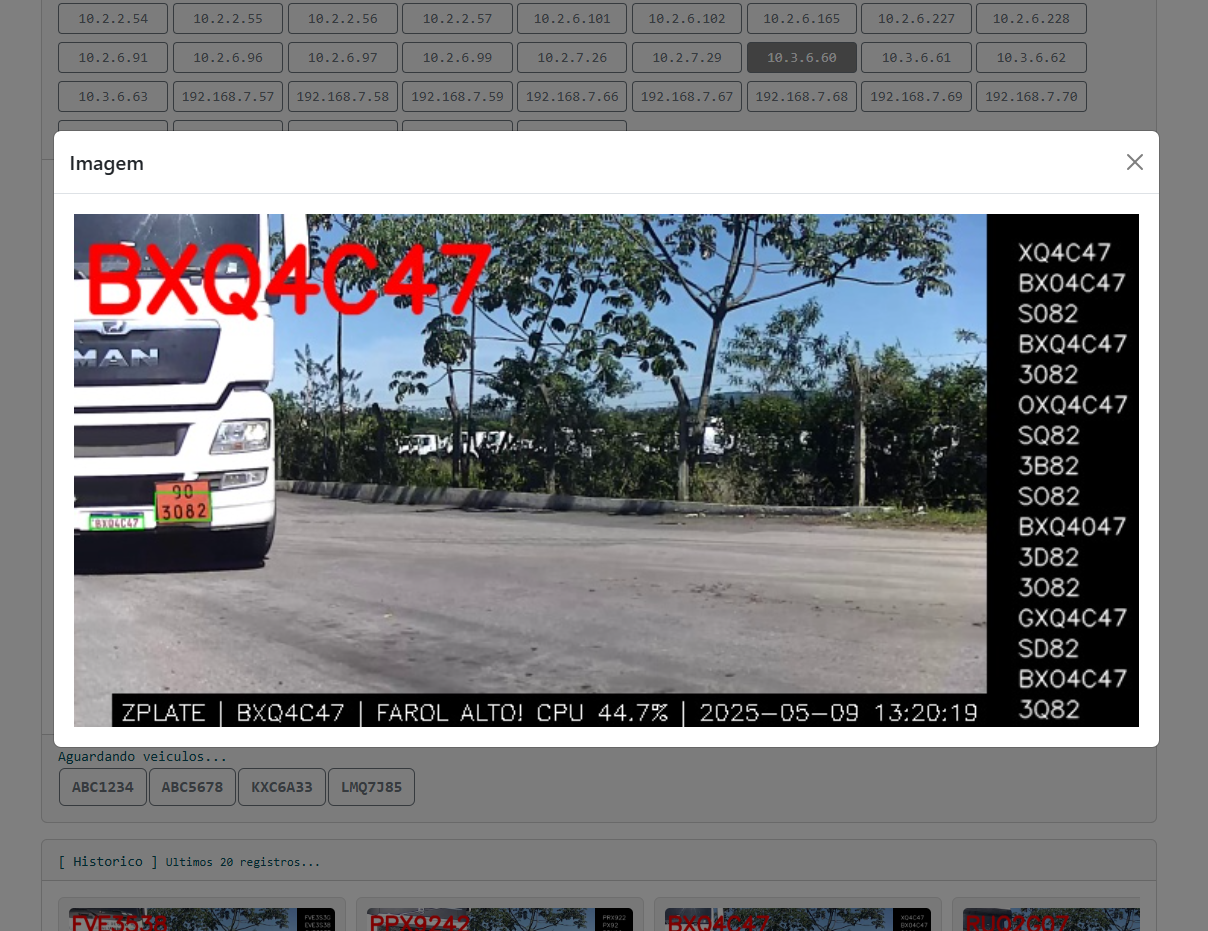 10.2.2.54 10.2.2.55 10.2.2.56 10.2.2.57 10.2.6.101 10.2.6.102 10.2.6.165 10.2.6.227 10.2.6.228
10.2.6.91 10.2.6.96 10.2.6.97 10.2.6.99 10.2.7.26 10.2.7.29 10.3.6.60 10.3.6.61 10.3.6.62
10.3.6.63 192.168.7.57 192.168.7.58 192.168.7.59 192.168.7.66 192.168.7.67 192.168.7.68 192.168.7.69 192.168.7.70
Imagem
BXQ4C47
MAN
90
3082
BXQ4C47
XQ4C47
BXO4C47
S082
BXQ4C47
3082
OXQ4C47
SQ82
3B82
SO82
BXQ4047
3D82
3O82
GXQ4C47
SD82
BXO4C47
3Q82
ZPLATE | BXQ4C47 | FAROL ALTO! CPU 44.7% | 2025-05-09 13:20:19
Aguardando veiculos...
ABC1234 ABC5678 KXC6A33 LMQ7J85
[ Historico ] Ultimos 20 registros...
FVE3538 PPX9242 BXQ4C47 RUO2G07